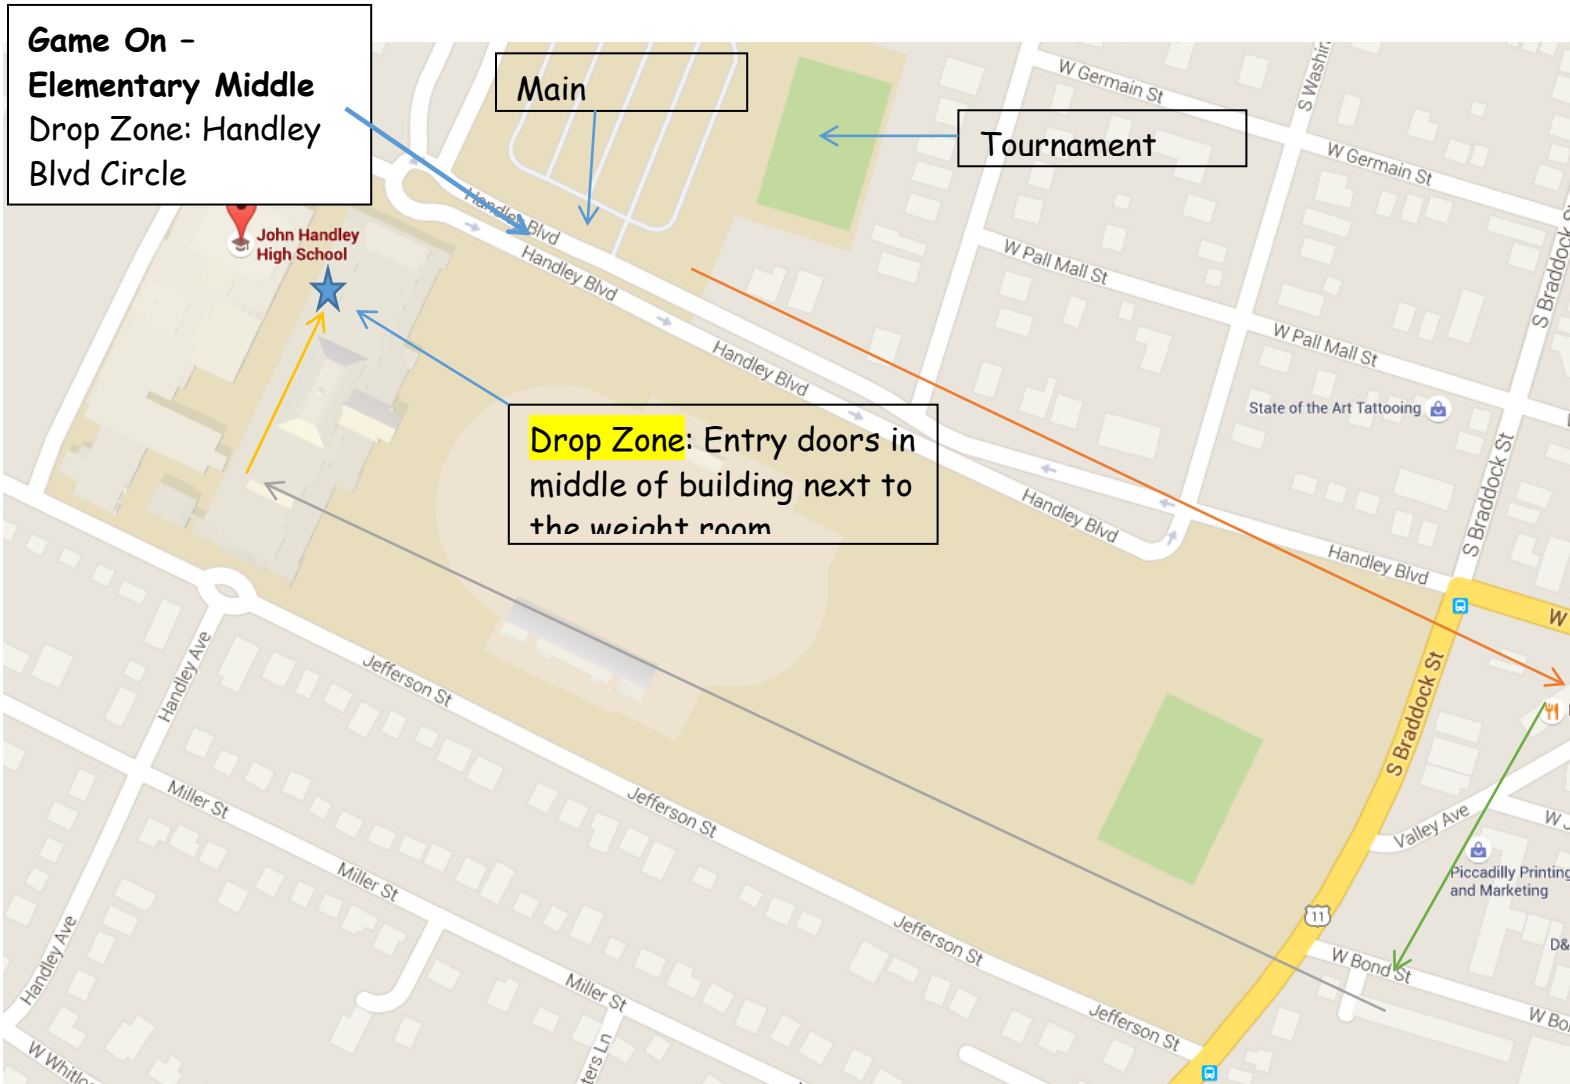 Game On –
Elementary Middle
Drop Zone: Handley
Blvd Circle
Main
Tournament
Drop Zone: Entry doors in
middle of building next to
the weight room
John Handley
High School
Handley Blvd
Handley Blvd
Handley Blvd
Handley Blvd
Handley Blvd
W Germain St
W Germain St
W Pall Mall St
W Pall Mall St
S Braddock
S Braddock St
S Braddock St
State of the Art Tattooing
W
Valley Ave
Piccadilly Printing
and Marketing
D&
11
W Bond St
W Bo
Jefferson St
Jefferson St
Jefferson St
Jefferson St
Handley Ave
Handley Ave
Miller St
Miller St
Miller St